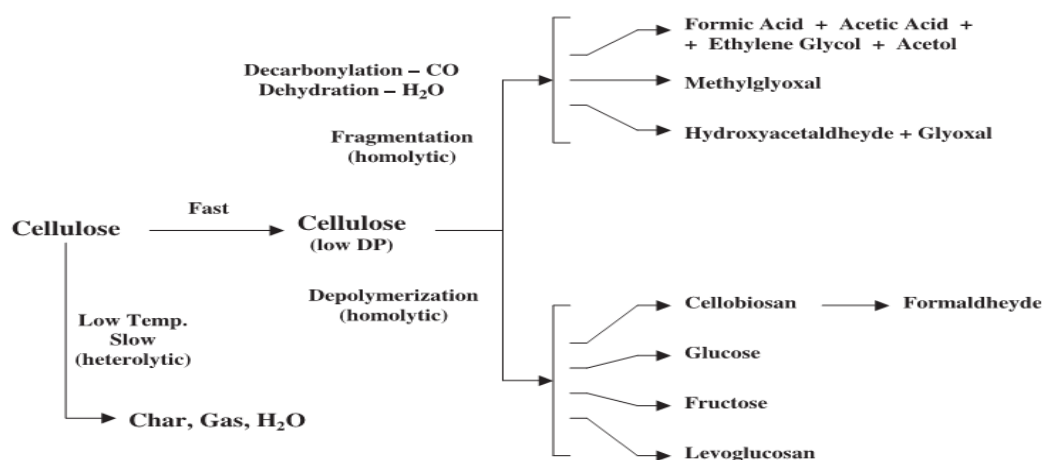 Formic Acid + Acetic Acid +
+ Ethylene Glycol + Acetol
Decarbonylation – CO
Dehydration – H₂O
Methylglyoxal
Fragmentation
(homolytic)
Hydroxyacetaldheyde + Glyoxal
Cellulose
Fast
Cellulose
(low DP)
Depolymerization
(homolytic)
Low Temp.
Slow
(heterolytic)
Char, Gas, H₂O
Cellobiosan
Formaldheyde
Glucose
Fructose
Levoglucosan